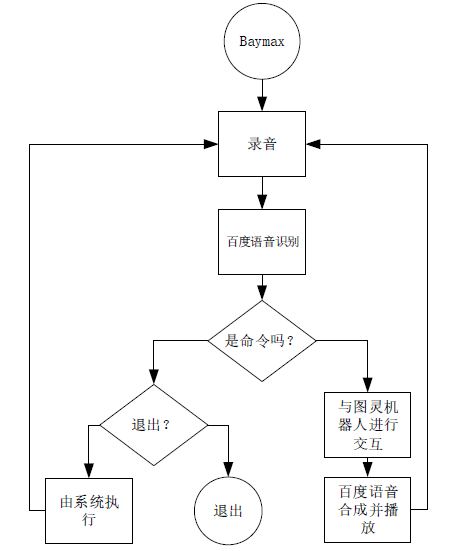 Baymax
录音
百度语音识别
是命令吗?
退出?
与图灵机
器人进行
交互
由系统执
行
退出
百度语音
合成并播
放